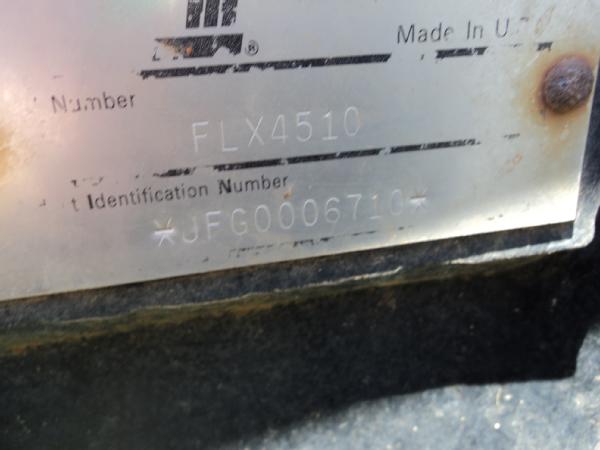 Made In U.S.
Number
FLX4510
t Identification Number
*JFG0006710*